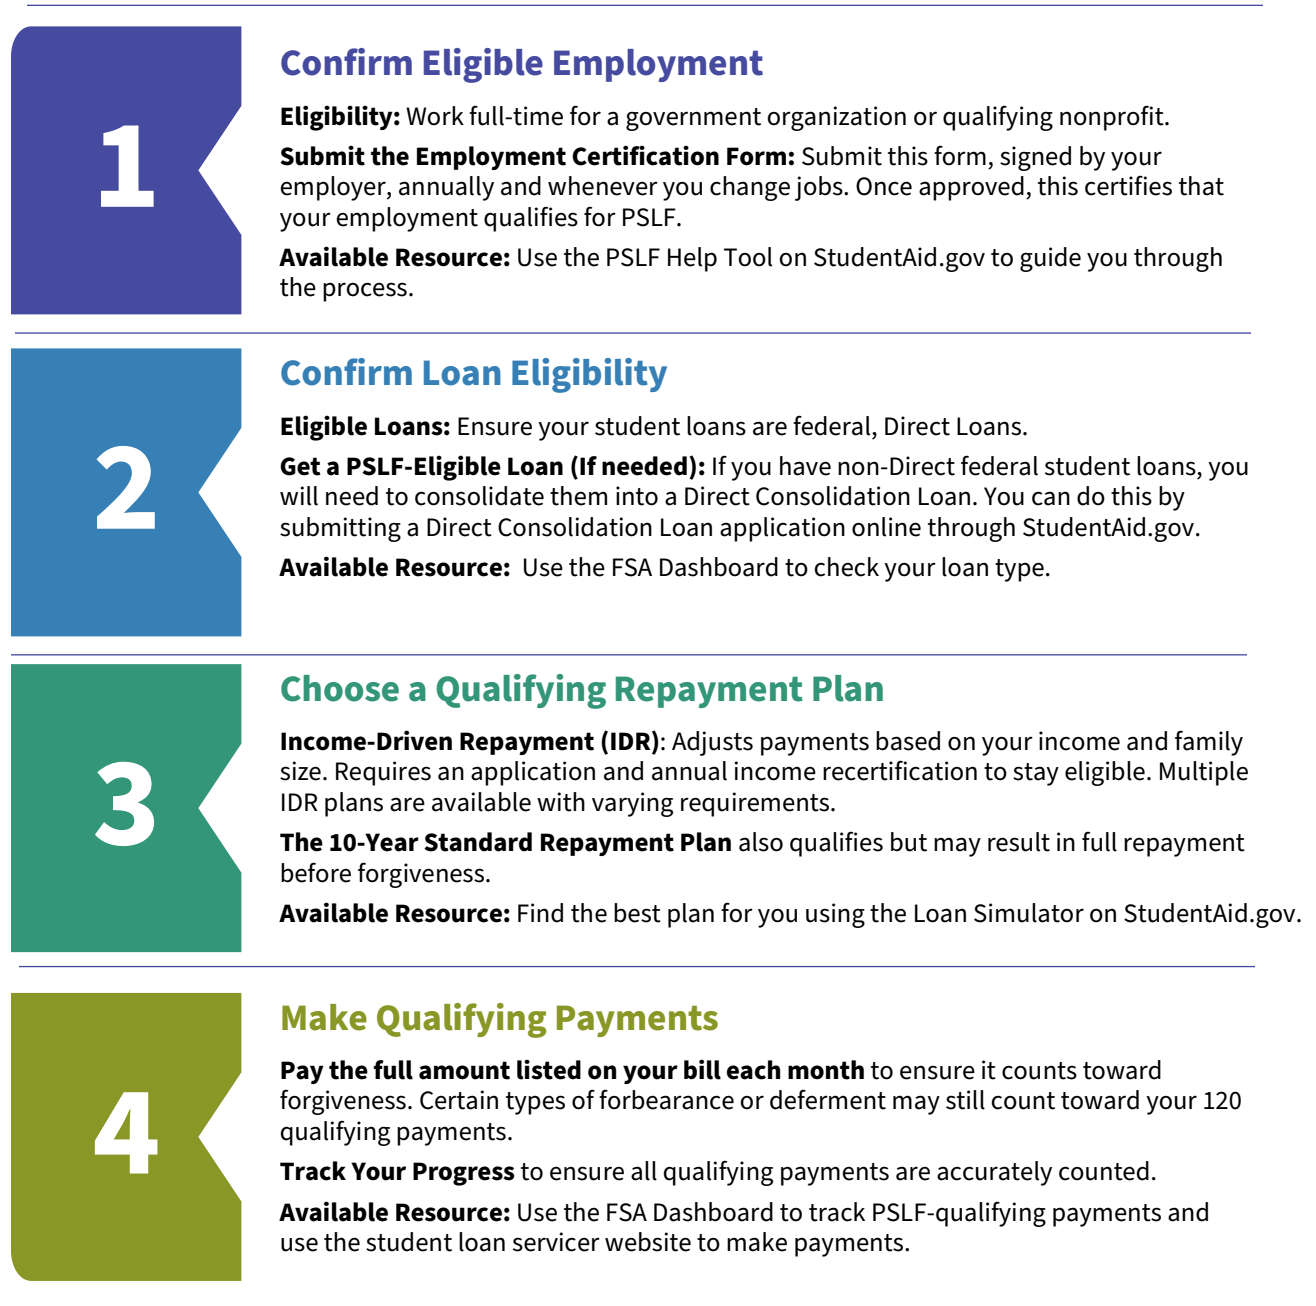 1
Confirm Eligible Employment
Eligibility: Work full-time for a government organization or qualifying nonprofit.
Submit the Employment Certification Form: Submit this form, signed by your
employer, annually and whenever you change jobs. Once approved, this certifies that
your employment qualifies for PSLF.
Available Resource: Use the PSLF Help Tool on StudentAid.gov to guide you through
the process.
2
Confirm Loan Eligibility
Eligible Loans: Ensure your student loans are federal, Direct Loans.
Get a PSLF-Eligible Loan (If needed): If you have non-Direct federal student loans, you
will need to consolidate them into a Direct Consolidation Loan. You can do this by
submitting a Direct Consolidation Loan application online through StudentAid.gov.
Available Resource:  Use the FSA Dashboard to check your loan type.
3
Choose a Qualifying Repayment Plan
Income-Driven Repayment (IDR): Adjusts payments based on your income and family
size. Requires an application and annual income recertification to stay eligible. Multiple
IDR plans are available with varying requirements.
The 10-Year Standard Repayment Plan also qualifies but may result in full repayment
before forgiveness.
Available Resource: Find the best plan for you using the Loan Simulator on StudentAid.gov.
4
Make Qualifying Payments
Pay the full amount listed on your bill each month to ensure it counts toward
forgiveness. Certain types of forbearance or deferment may still count toward your 120
qualifying payments.
Track Your Progress to ensure all qualifying payments are accurately counted.
Available Resource: Use the FSA Dashboard to track PSLF-qualifying payments and
use the student loan servicer website to make payments.